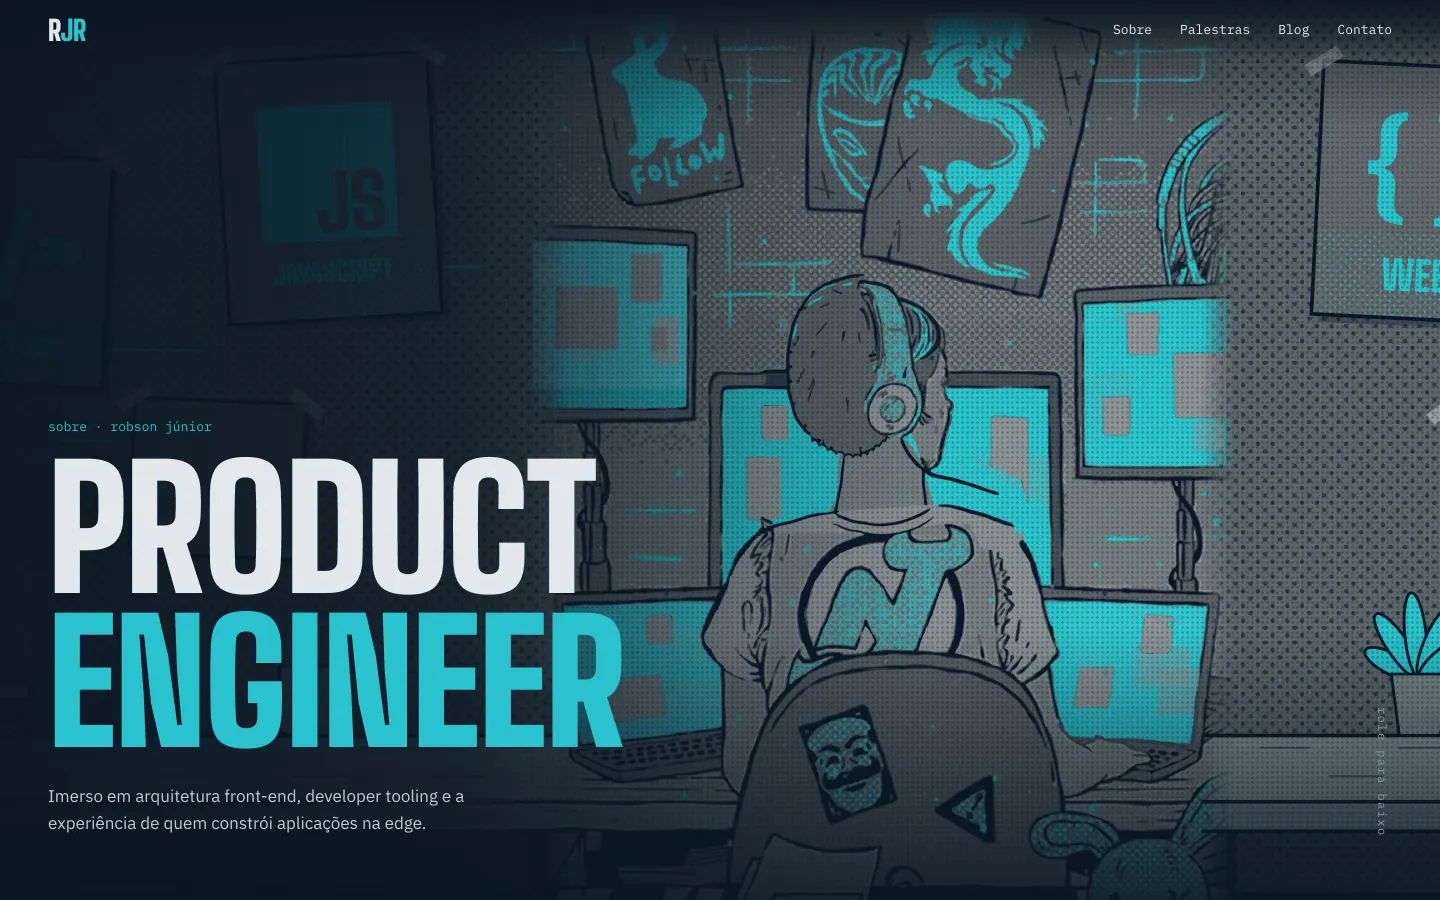 RJR
Sobre
Palestras
Blog
Contato
FOLLOW
JS
JAVASCRIPT
{
sobre · robson júnior
PRODUCT
ENGINEER
Imerso em arquitetura front-end, developer tooling e a
experiência de quem constrói aplicações na edge.
role para baixo